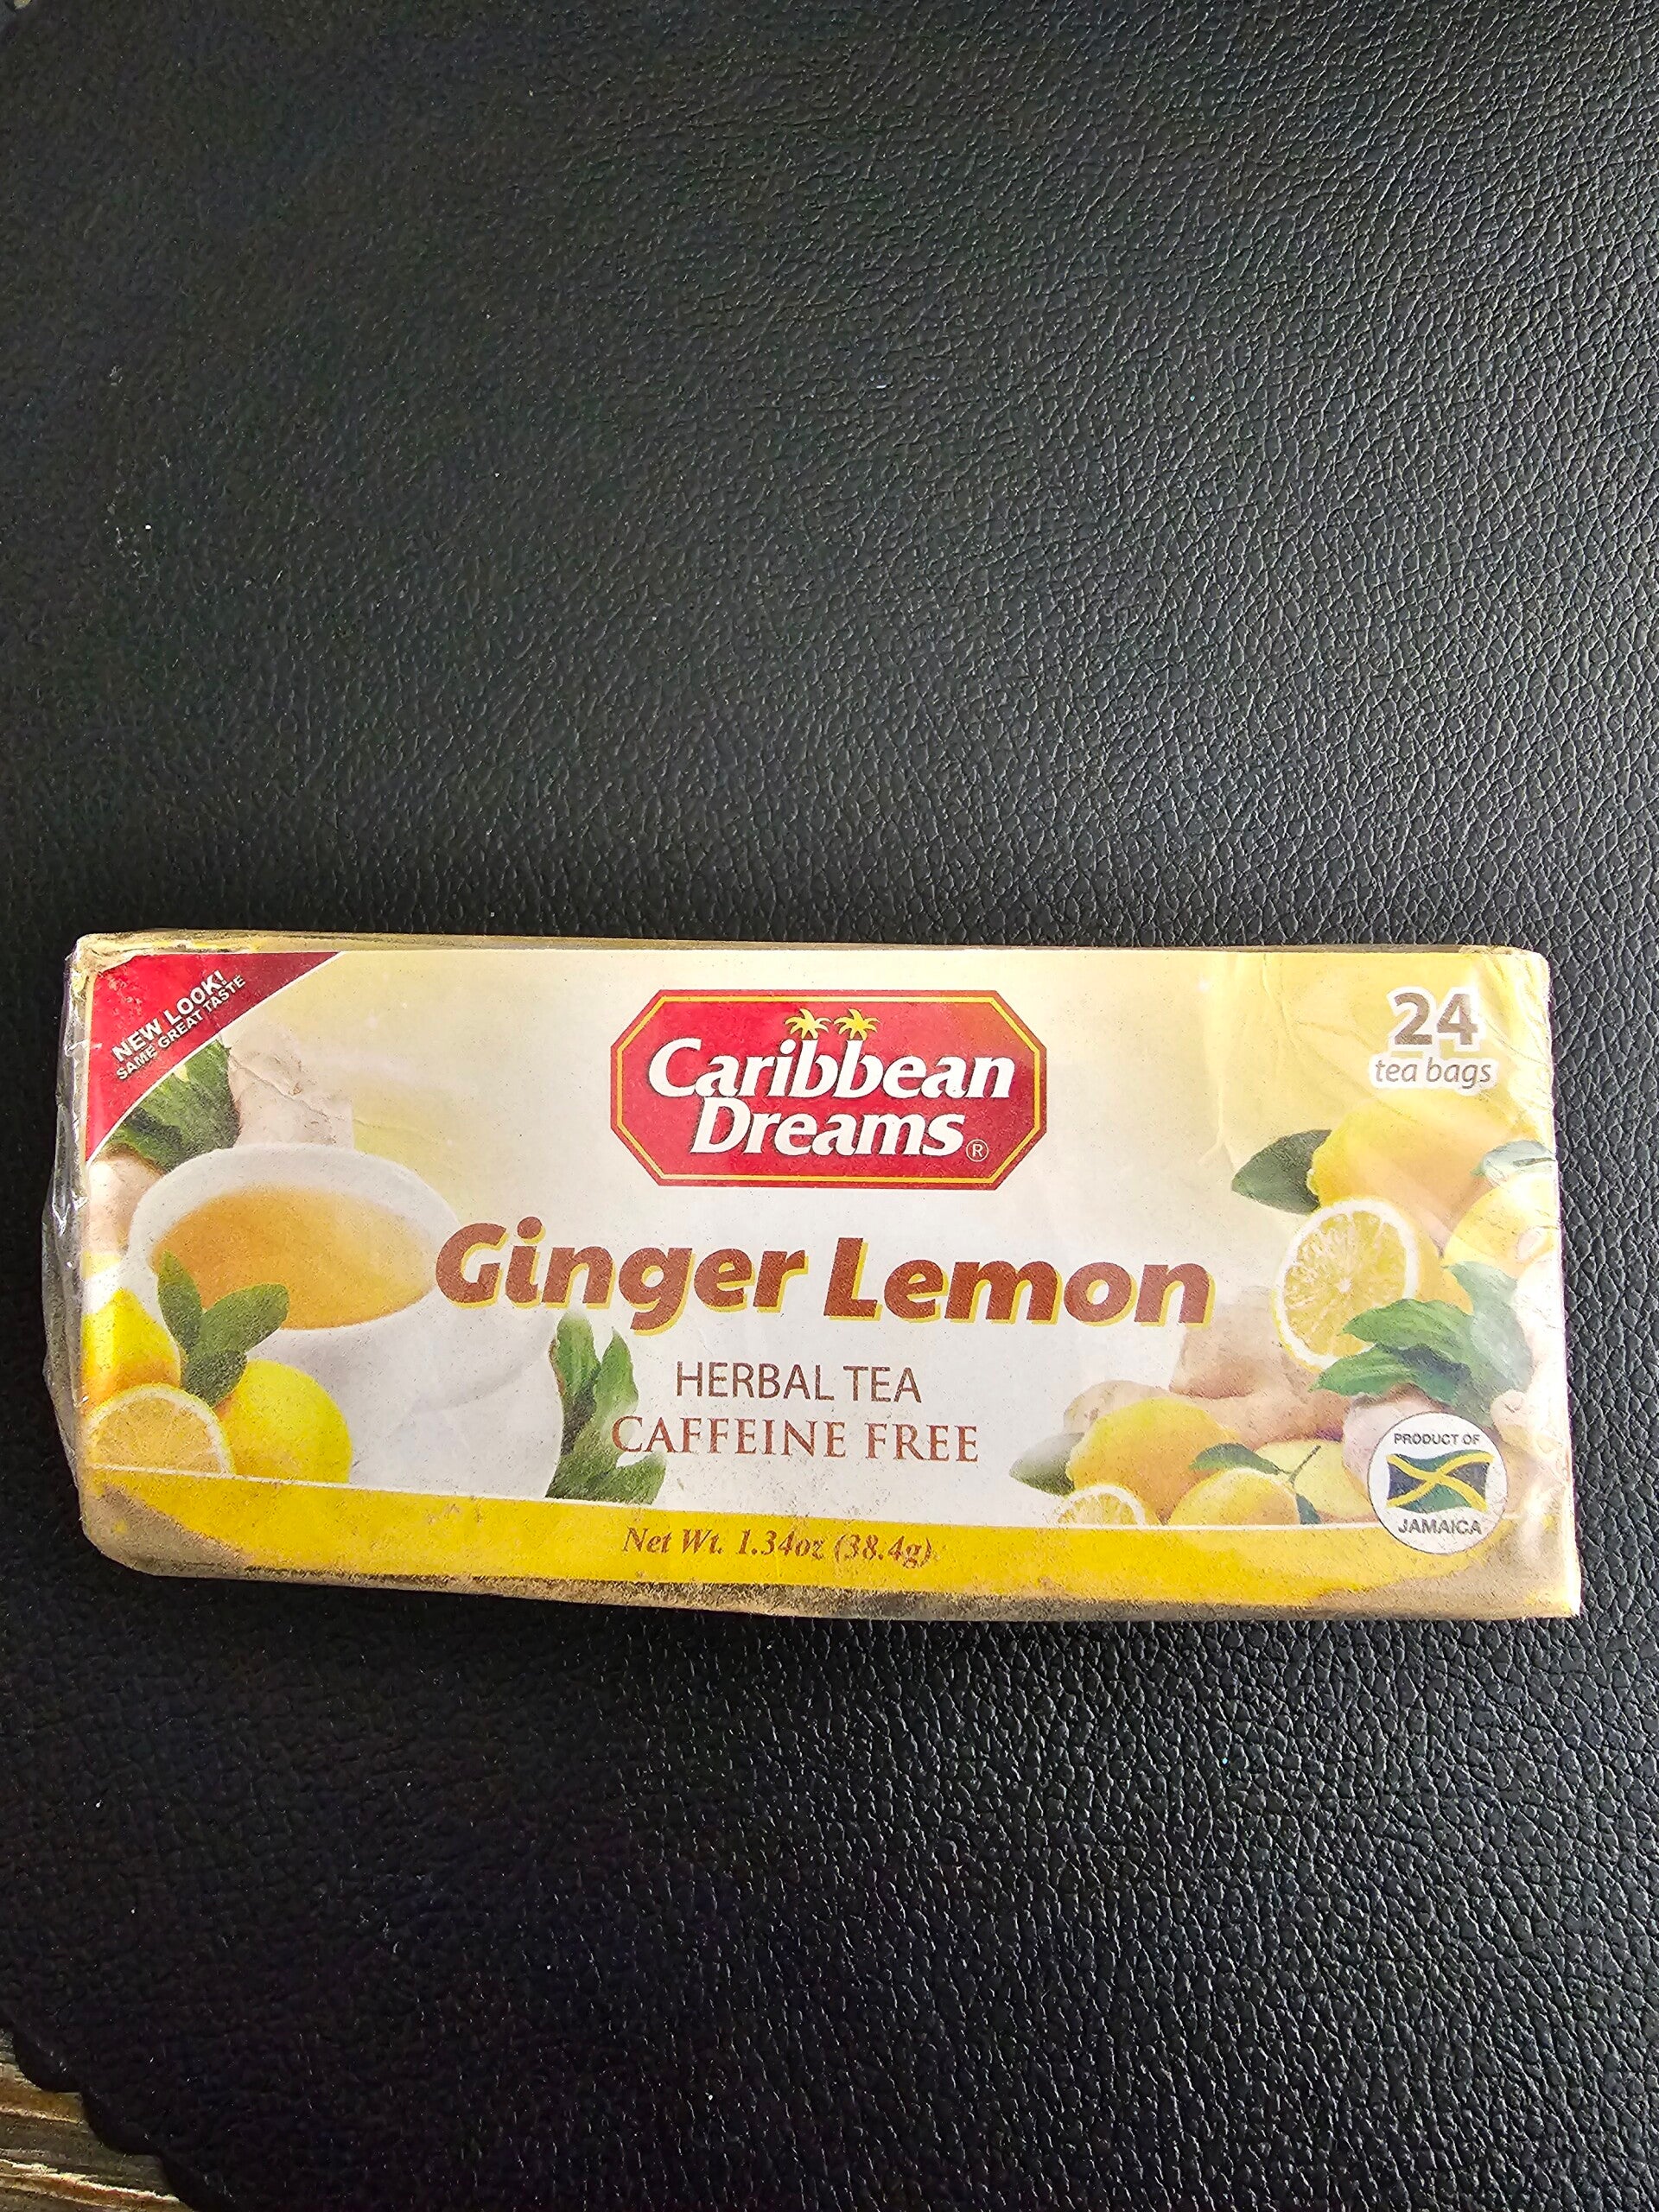 NEW LOOK!
SAME GREAT TASTE
Caribbean
Dreams®
24
tea bags
Ginger Lemon
HERBAL TEA
CAFFEINE FREE
PRODUCT OF
JAMAICA
Net Wt. 1.34oz (38.4g)